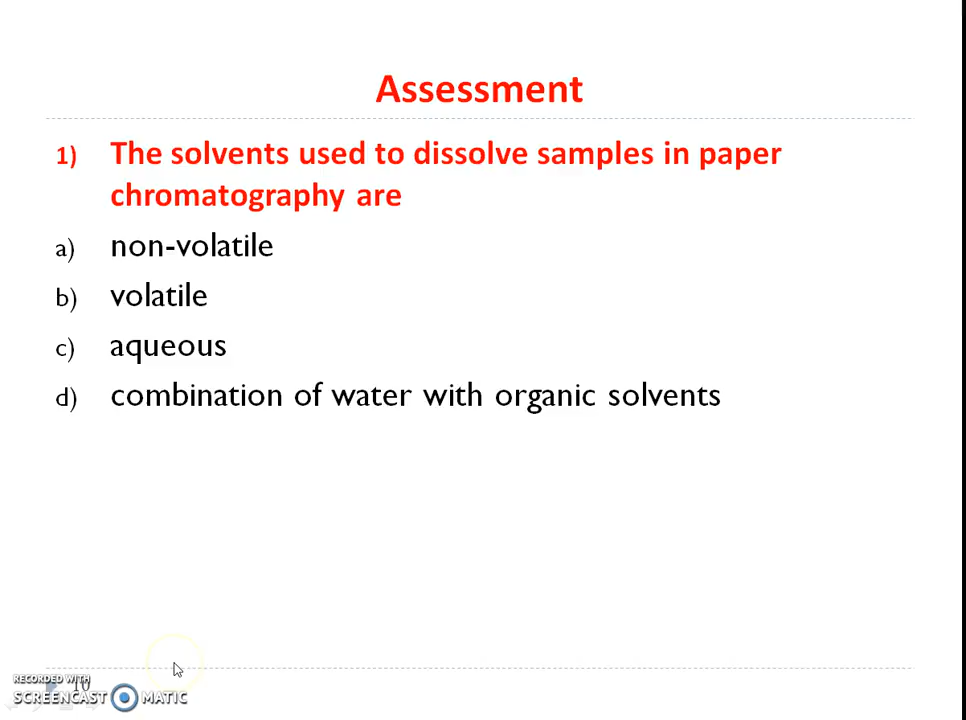 Assessment
1) The solvents used to dissolve samples in paper
chromatography are
a) non-volatile
b) volatile
c) aqueous
d) combination of water with organic solvents
RECORDED WITH
10
SCREENCAST MATIC